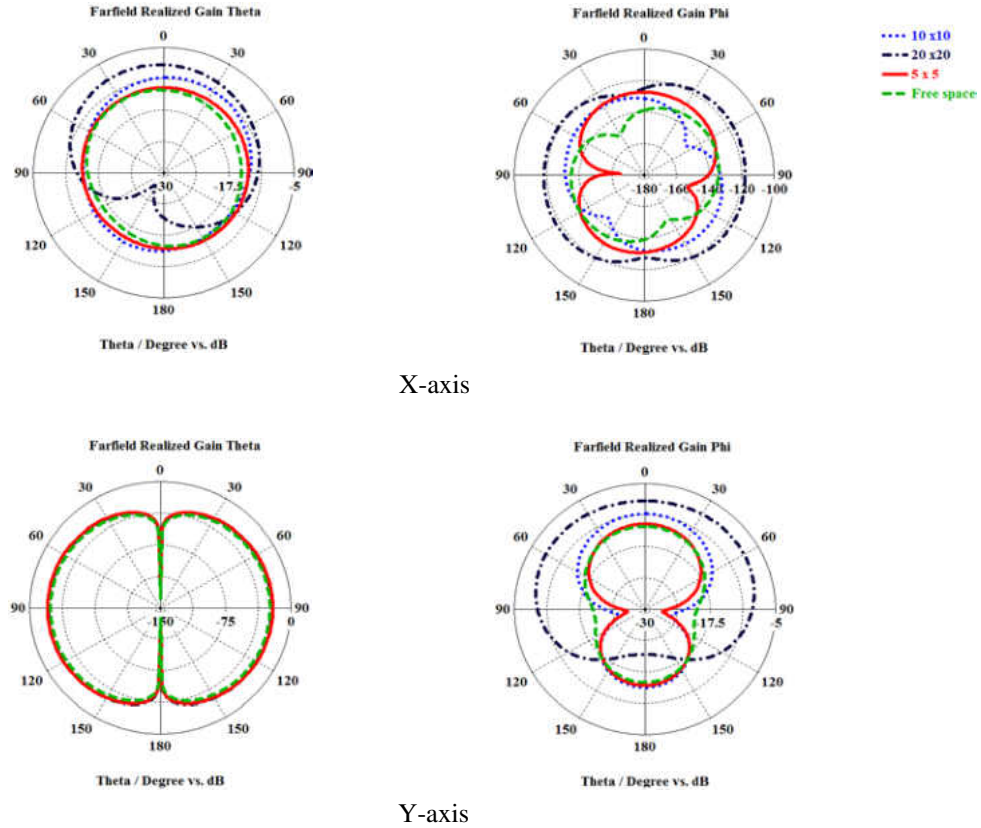 Farfield Realized Gain Theta
0
30 30
60 60
90 30 -17.5 -5 90
120 120
150 150
180
Theta / Degree vs. dB
Farfield Realized Gain Phi
0
30 30
60 60
90 -180 -160 -140 -120 -100 90
120 120
150 150
180
Theta / Degree vs. dB
10 x10
20 x20
5 x 5
Free space
X-axis
Farfield Realized Gain Theta
0
30 30
60 60
90 -150 -75 0 90
120 120
150 150
180
Theta / Degree vs. dB
Farfield Realized Gain Phi
0
30 30
60 60
90 -30 17.5 -5 90
120 120
150 150
180
Theta / Degree vs. dB
Y-axis